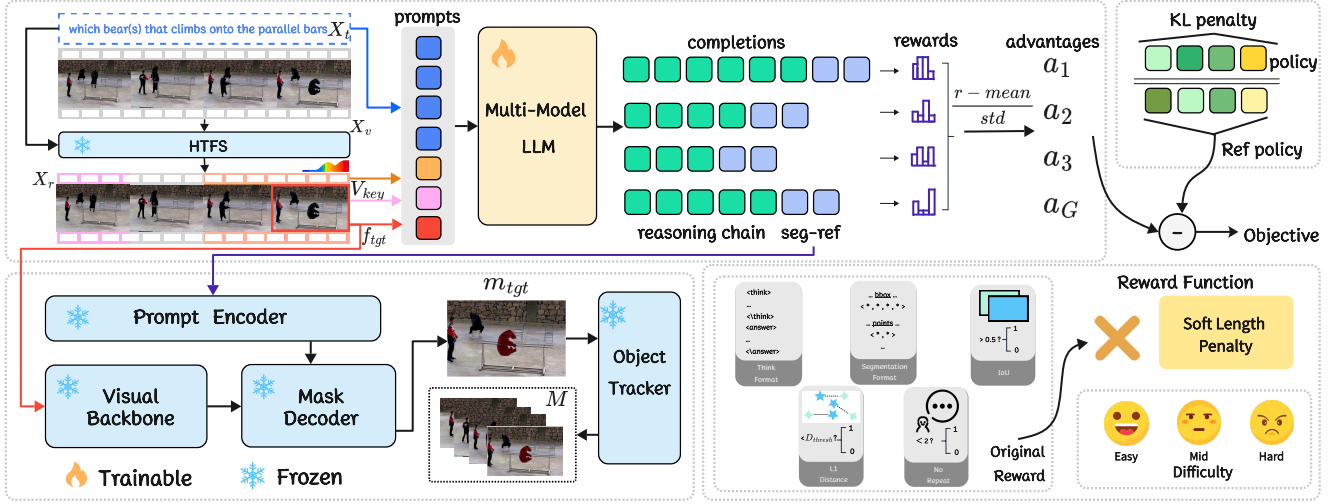 which bear(s) that climbs onto the parallel bars X_t
X_v
HTFS
X_r
V_key
f_tgt
prompts
Multi-Model
LLM
completions
reasoning chain
seg-ref
rewards
r − mean
std
advantages
a_1
a_2
a_3
a_G
KL penalty
policy
Ref policy
−
Objective
Prompt Encoder
Visual
Backbone
Mask
Decoder
m_tgt
M
Object
Tracker
Trainable
Frozen
<think>
...
<\think>
<answer>
...
<\answer>
Think
Format
... bbox ...
<*,*,*,*>
... points ...
<*,*>
...
Segmentation
Format
> 0.5 ?
1
0
IoU
<D_thresh?
1
0
L1
Distance
< 2 ?
1
0
No
Repeat
Original
Reward
Reward Function
Soft Length
Penalty
Easy
Mid
Hard
Difficulty